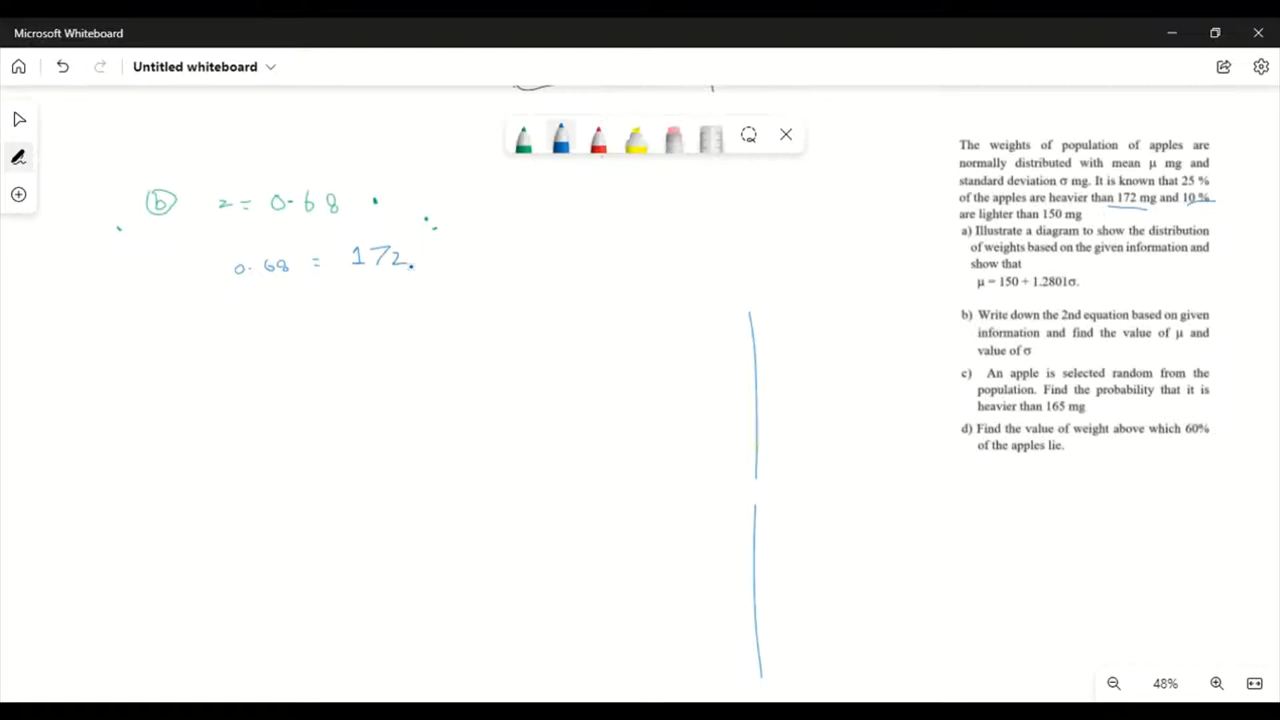 Microsoft Whiteboard
Untitled whiteboard
b z = 0.68
0.68 = 172
The weights of population of apples are
normally distributed with mean μ mg and
standard deviation σ mg. It is known that 25 %
of the apples are heavier than 172 mg and 10 %
are lighter than 150 mg
a) Illustrate a diagram to show the distribution
of weights based on the given information and
show that
μ = 150 + 1.2801σ.
b) Write down the 2nd equation based on given
information and find the value of μ and
value of σ
c) An apple is selected random from the
population. Find the probability that it is
heavier than 165 mg
d) Find the value of weight above which 60%
of the apples lie.
48%